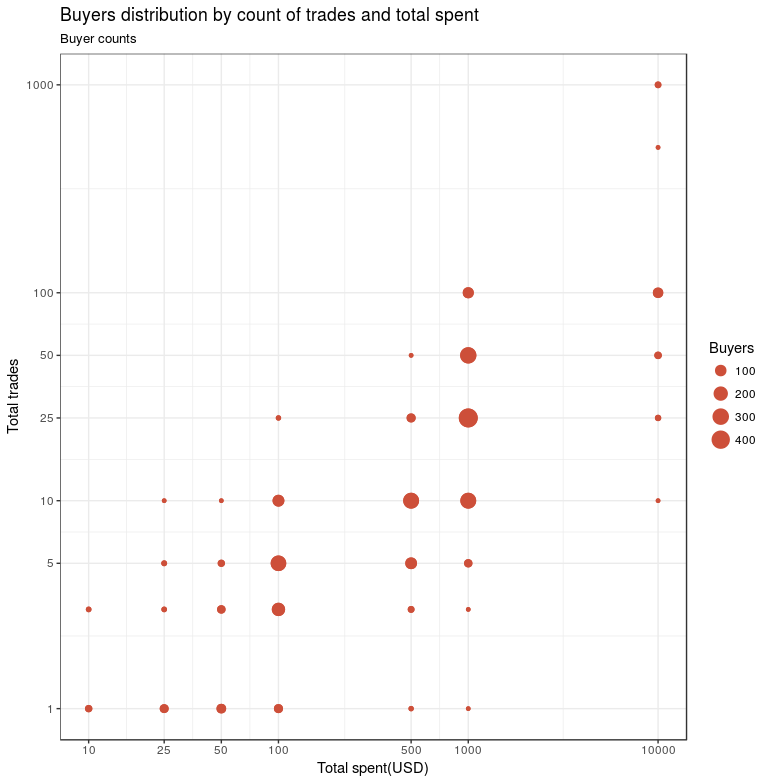 Buyers distribution by count of trades and total spent
Buyer counts
1000
100
50
25
10
5
1
Total trades
10 25 50 100 500 1000 10000
Total spent(USD)
Buyers
100
200
300
400